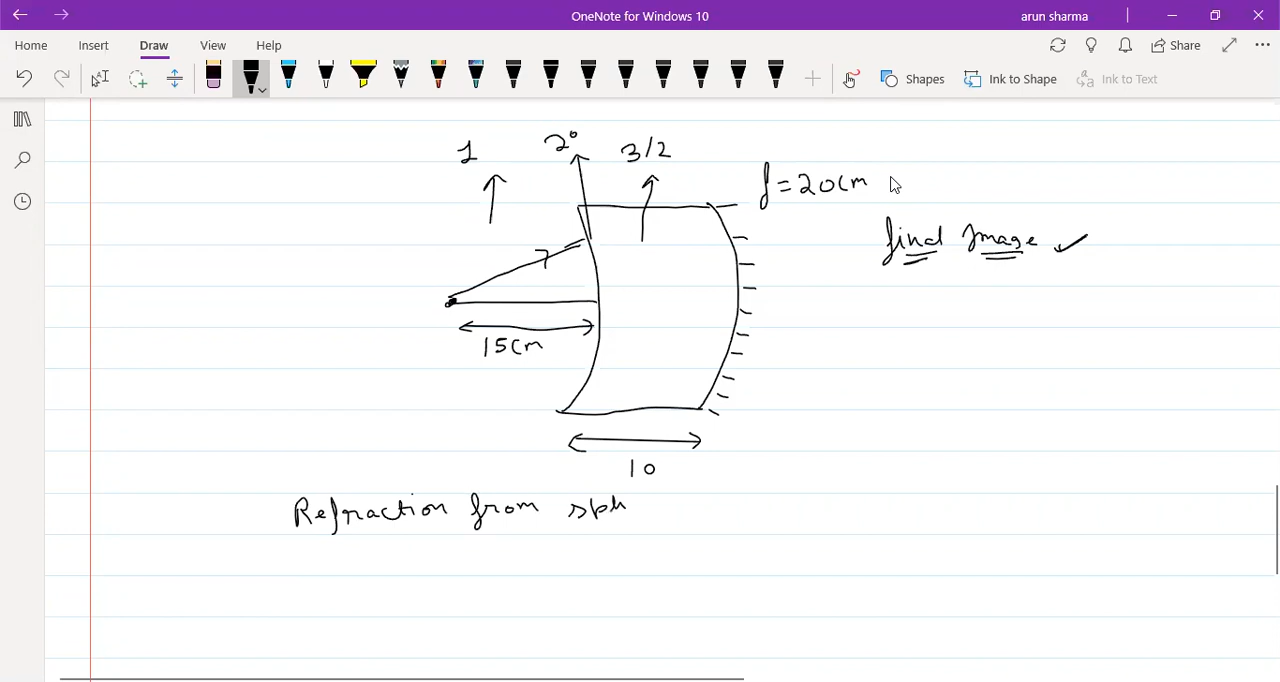 OneNote for Windows 10
arun sharma
Home Insert Draw View Help
Share
Shapes Ink to Shape Ink to Text
1 3/2
f = 20cm
find Image ✓
15cm
10
Refraction from sph